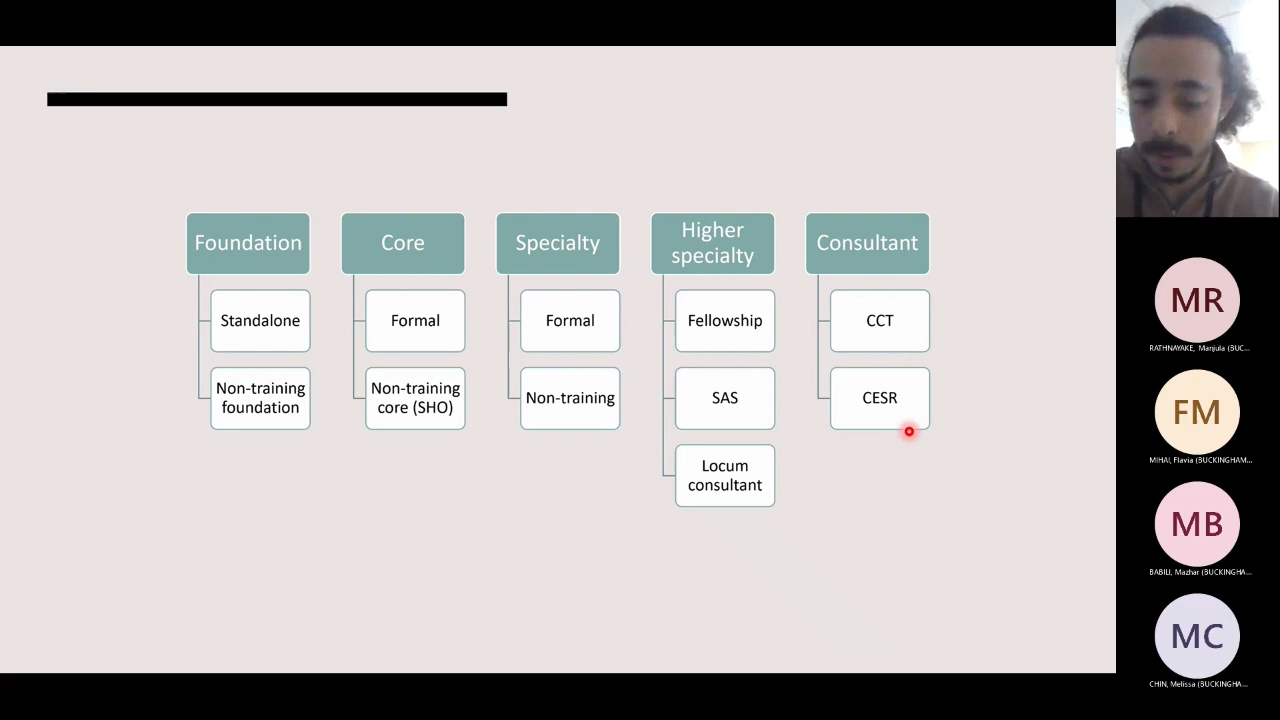 Foundation
Standalone
Non-training
foundation
Core
Formal
Non-training
core (SHO)
Specialty
Formal
Non-training
Higher
specialty
Fellowship
SAS
Locum
consultant
Consultant
CCT
CESR
MR
RATHNAYAKE, Manjula (BUC...
FM
MIHAI, Flavia (BUCKINGHAM...
MB
BABILI, Mazhar (BUCKINGHA...
MC
CHIN, Melissa (BUCKINGHA...